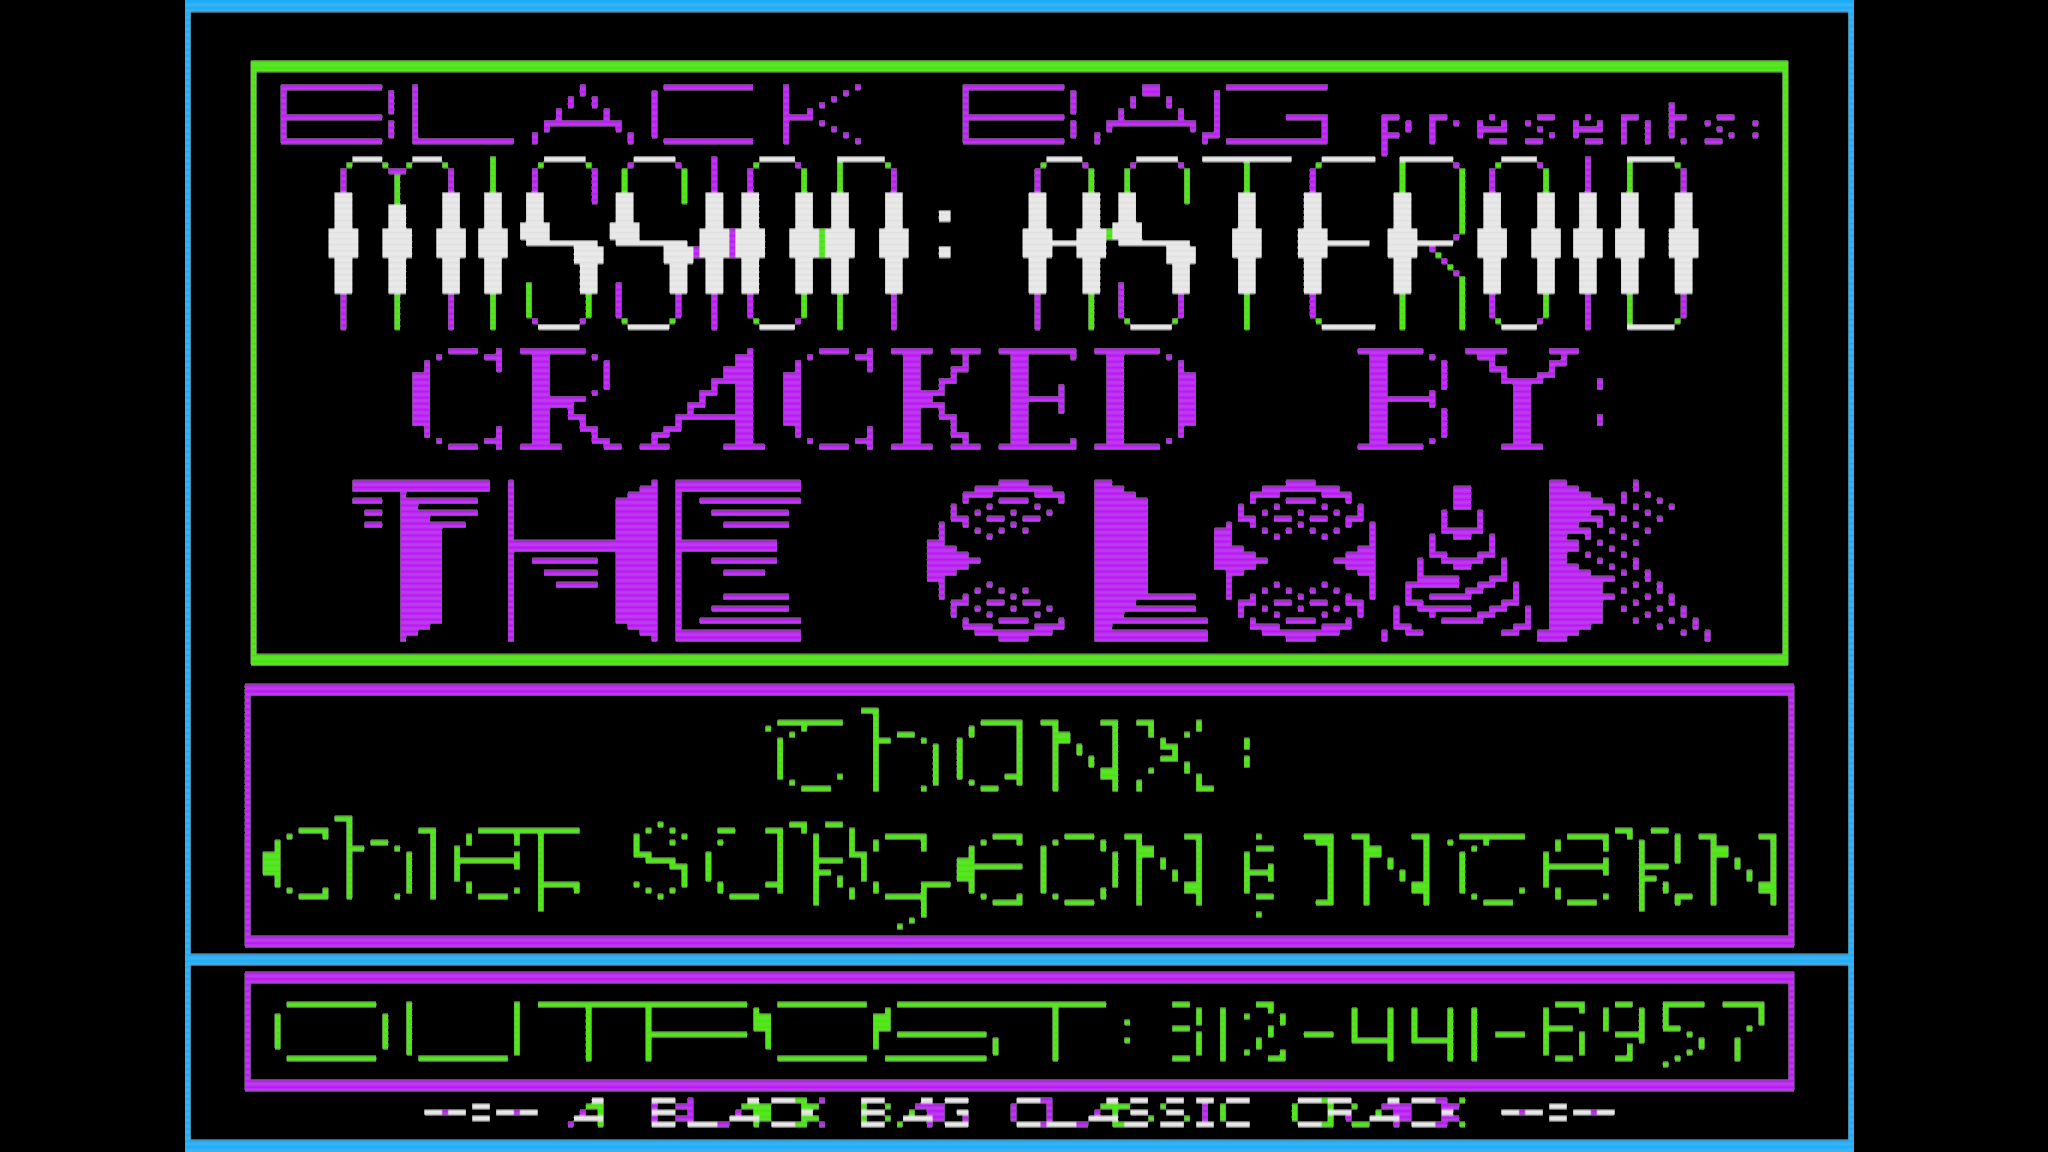 BLACK BAG presents:
MISSION: ASTEROID
CRACKED BY:
THE CLOAK
ThaNX:
ChIEF SURGEON & INTERN
OUTPOST: 312-441-6957
-=- A BLACK BAG CLASSIC CRACK -=-